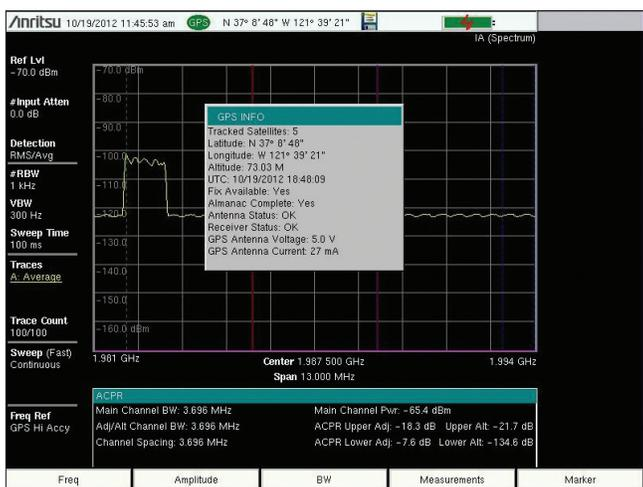 /inritsu 10/19/2012 11:45:53 am GPS N 37° 8' 48" W 121° 39' 21"
IA (Spectrum)
Ref Lvl
-70.0 dBm
#Input Atten
0.0 dB
Detection
RMS/Avg
#RBW
1 kHz
VBW
300 Hz
Sweep Time
100 ms
Traces
A: Average
Trace Count
100/100
Sweep (Fast)
Continuous
Freq Ref
GPS Hi Accy
-70.0 dBm
-80.0
-90.0
-100.0
-110.0
-120.0
-130.0
-140.0
-150.0
-160.0 dBm
GPS INFO
Tracked Satellites: 5
Latitude: N 37° 8' 48"
Longitude: W 121° 39' 21"
Altitude: 73.03 M
UTC: 10/19/2012 18:48:09
Fix Available: Yes
Almanac Complete: Yes
Antenna Status: OK
Receiver Status: OK
GPS Antenna Voltage: 5.0 V
GPS Antenna Current: 27 mA
1.981 GHz Center 1.987 500 GHz 1.994 GHz
Span 13.000 MHz
ACPR
Main Channel BW: 3.696 MHz Main Channel Pwr: -65.4 dBm
Adj/Alt Channel BW: 3.696 MHz ACPR Upper Adj: -18.3 dB Upper Alt: -21.7 dB
Channel Spacing: 3.696 MHz ACPR Lower Adj: -7.6 dB Lower Alt: -134.6 dB
Freq Amplitude BW Measurements Marker